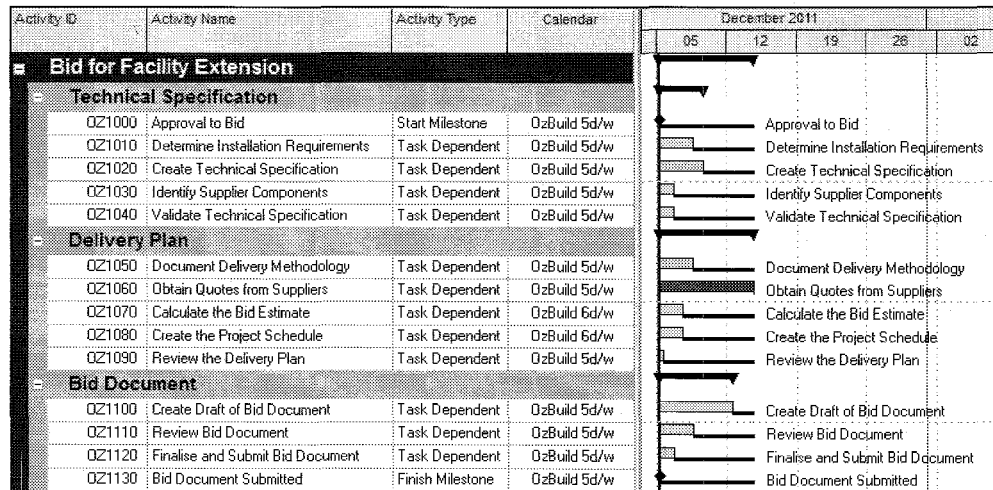 Activity ID Activity Name Activity Type Calendar December 2011
05 12 19 26 02
Bid for Facility Extension
Technical Specification
OZ1000 Approval to Bid Start Milestone OzBuild 5d/w Approval to Bid
OZ1010 Determine Installation Requirements Task Dependent OzBuild 5d/w Determine Installation Requirements
OZ1020 Create Technical Specification Task Dependent OzBuild 5d/w Create Technical Specification
OZ1030 Identify Supplier Components Task Dependent OzBuild 5d/w Identify Supplier Components
OZ1040 Validate Technical Specification Task Dependent OzBuild 5d/w Validate Technical Specification
Delivery Plan
OZ1050 Document Delivery Methodology Task Dependent OzBuild 5d/w Document Delivery Methodology
OZ1060 Obtain Quotes from Suppliers Task Dependent OzBuild 5d/w Obtain Quotes from Suppliers
OZ1070 Calculate the Bid Estimate Task Dependent OzBuild 6d/w Calculate the Bid Estimate
OZ1080 Create the Project Schedule Task Dependent OzBuild 6d/w Create the Project Schedule
OZ1090 Review the Delivery Plan Task Dependent OzBuild 5d/w Review the Delivery Plan
Bid Document
OZ1100 Create Draft of Bid Document Task Dependent OzBuild 5d/w Create Draft of Bid Document
OZ1110 Review Bid Document Task Dependent OzBuild 5d/w Review Bid Document
OZ1120 Finalise and Submit Bid Document Task Dependent OzBuild 5d/w Finalise and Submit Bid Document
OZ1130 Bid Document Submitted Finish Milestone OzBuild 5d/w Bid Document Submitted